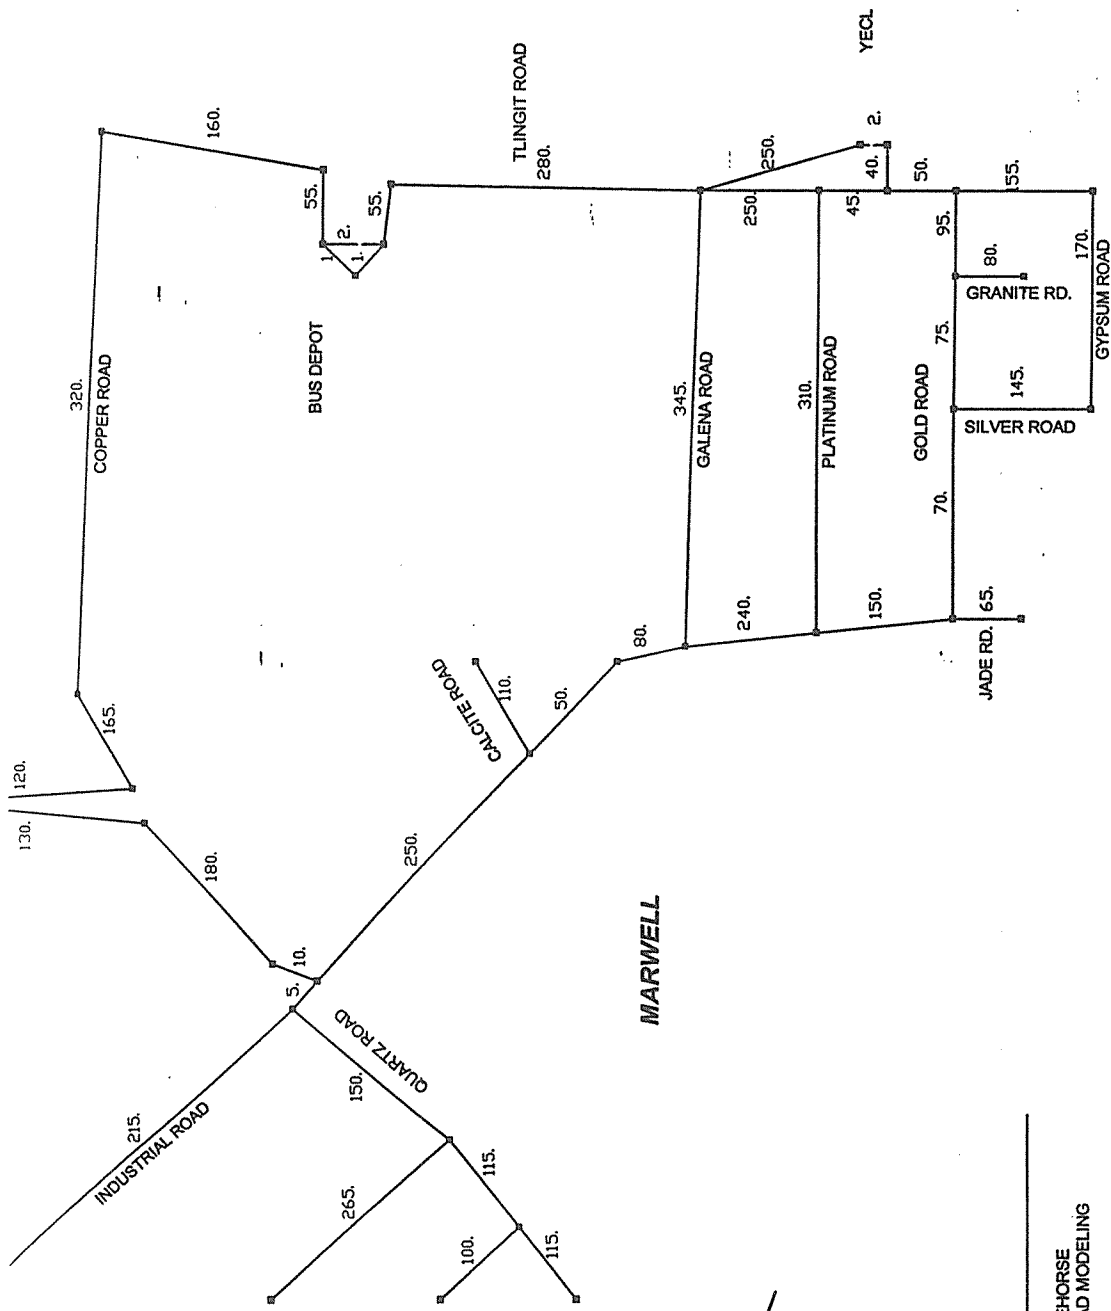 160.
TLINGIT ROAD
YECL
320.
COPPER ROAD
55.
2.
1.
1.
55.
280.
250.
2.
40.
50.
250.
45.
155.
95.
80.
170.
GRANITE RD.
GYPSUM ROAD
BUS DEPOT
345.
GALENA ROAD
310.
PLATINUM ROAD
75.
GOLD ROAD
145.
SILVER ROAD
70.
165.
120.
130.
CALCITE ROAD
110.
80.
50.
240.
150.
65.
JADE RD.
180.
250.
10.
5.
MARWELL
QUARTZ ROAD
150.
215.
INDUSTRIAL ROAD
265.
115.
100.
115.
EHORSE
AD MODELING